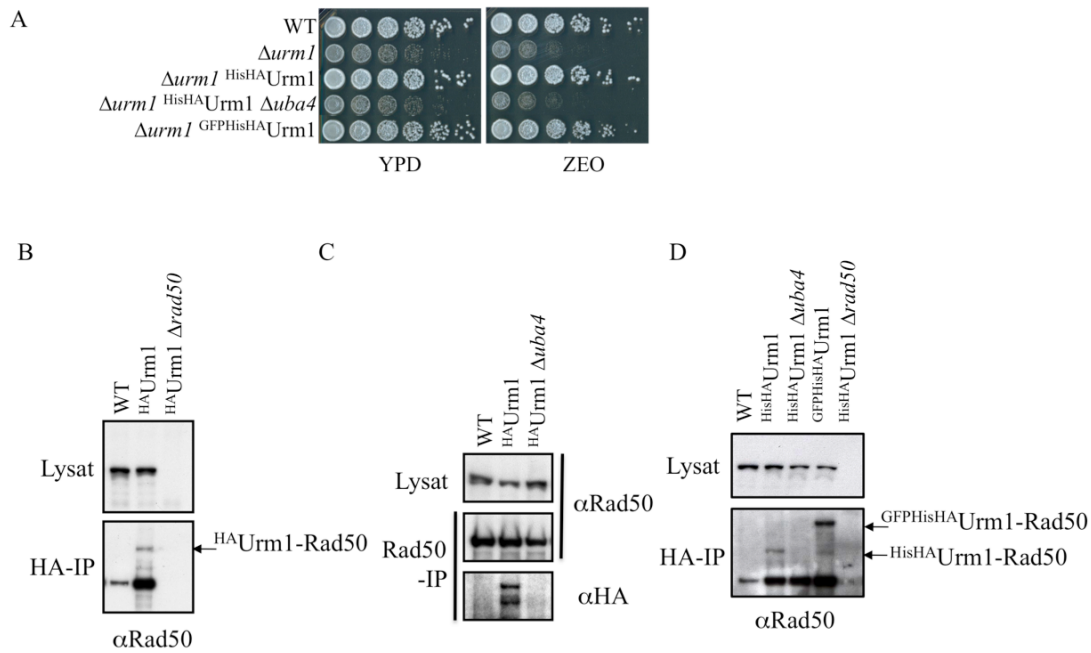 A
WT
Δurm1
Δurm1 HisHAUrm1
Δurm1 HisHAUrm1 Δuba4
Δurm1 GFPHisHAUrm1
YPD
ZEO
B
WT
HAUrm1
HAUrm1 Δrad50
Lysat
HA-IP
HAUrm1-Rad50
αRad50
C
WT
HAUrm1
HAUrm1 Δuba4
Lysat
αRad50
Rad50
-IP
αHA
D
WT
HisHAUrm1
HisHAUrm1 Δuba4
GFPHisHAUrm1
HisHAUrm1 Δrad50
Lysat
HA-IP
GFPHisHAUrm1-Rad50
HisHAUrm1-Rad50
αRad50